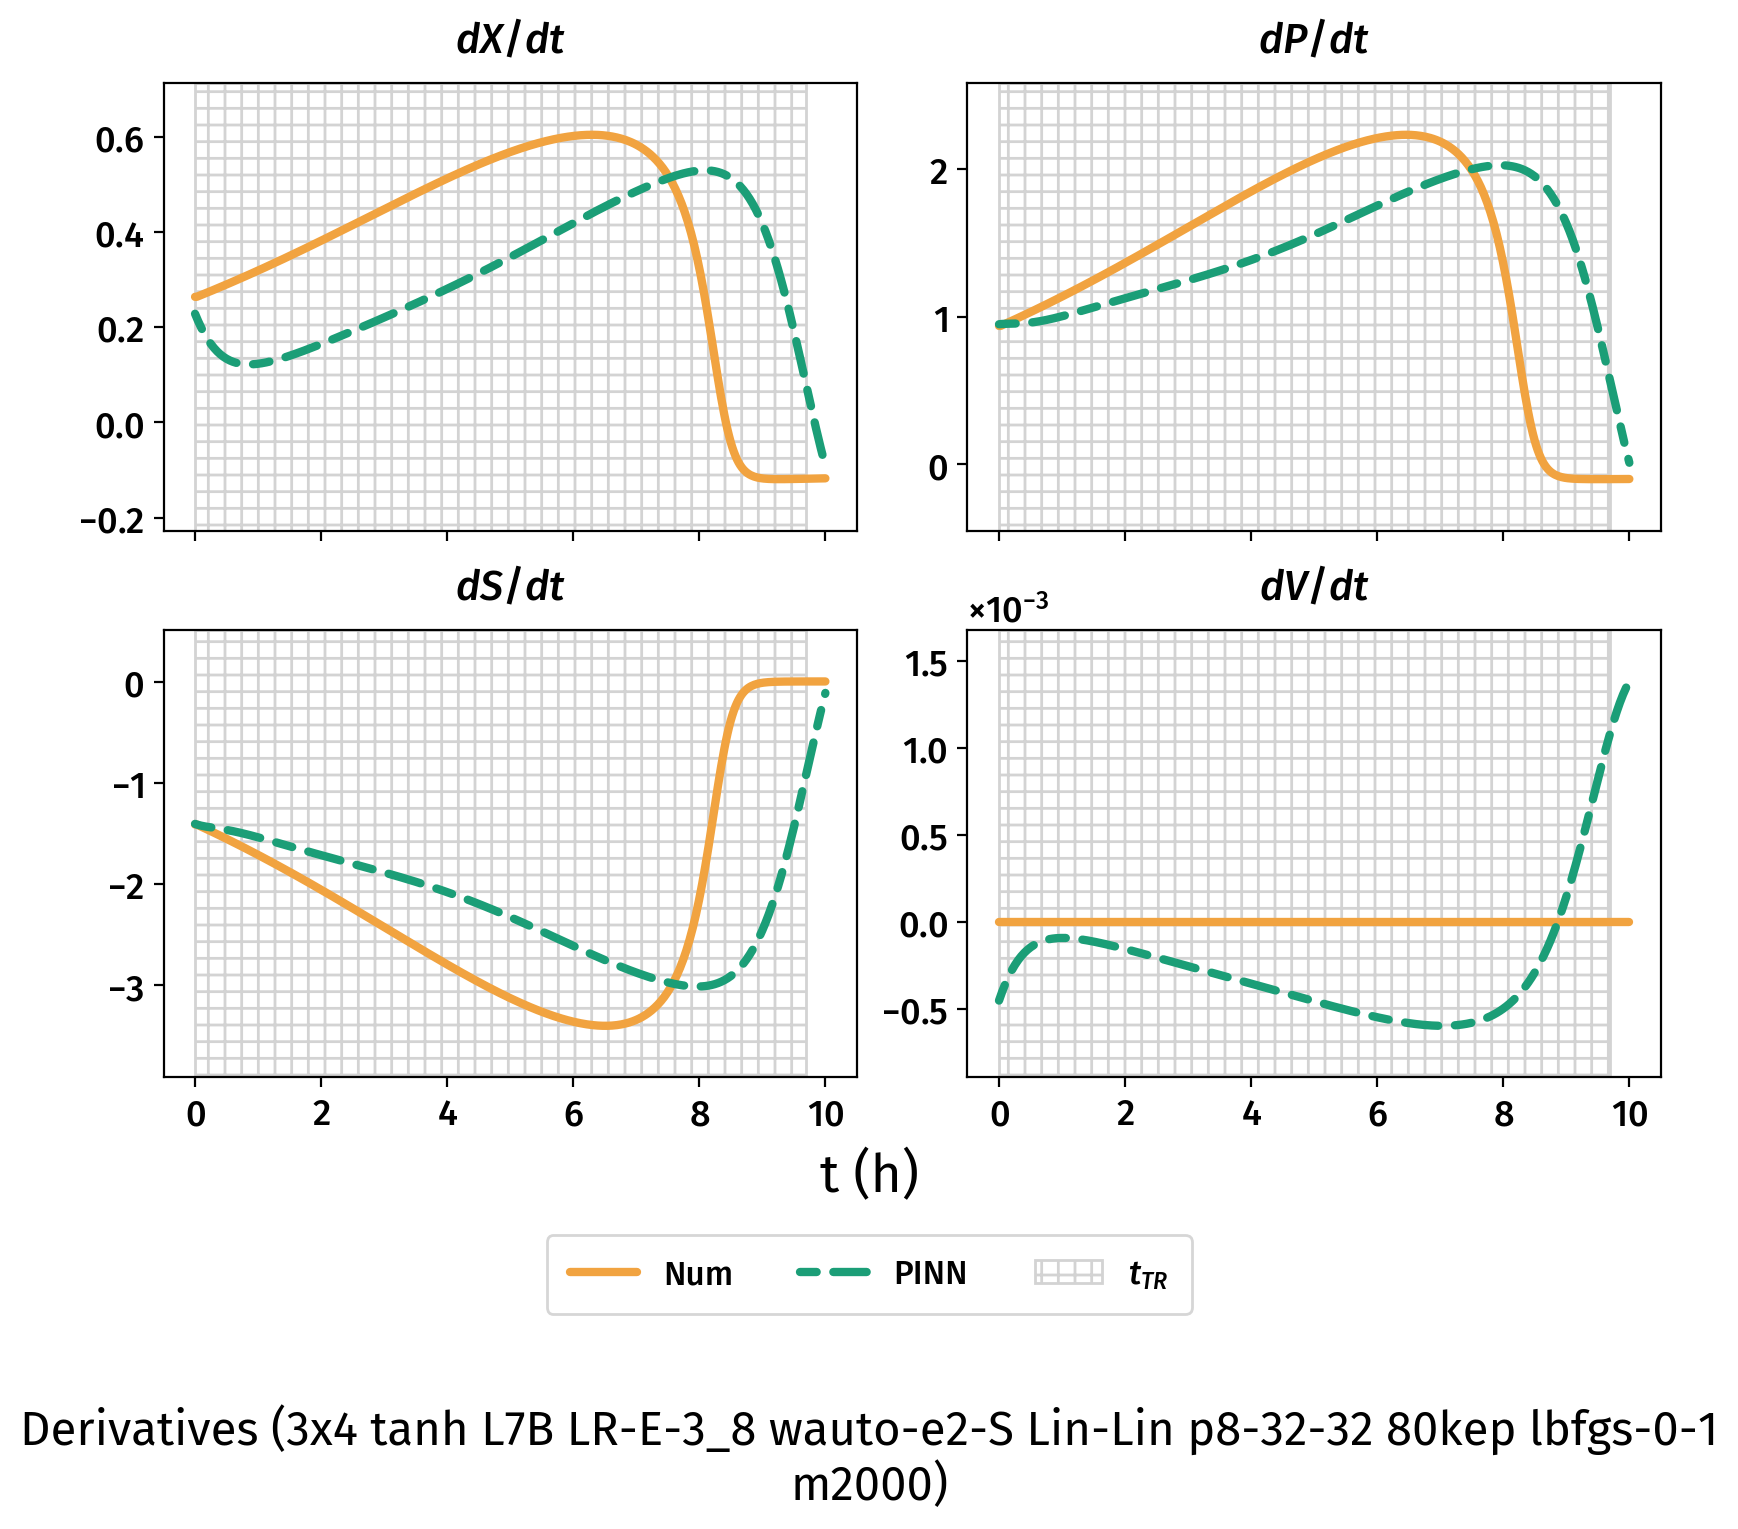 dX/dt
dP/dt
0.6
0.4
0.2
0.0
−0.2
2
1
0
dS/dt
dV/dt
×10⁻³
0
−1
−2
−3
1.5
1.0
0.5
0.0
−0.5
0 2 4 6 8 10
0 2 4 6 8 10
t (h)
Num PINN t_TR
Derivatives (3x4 tanh L7B LR-E-3_8 wauto-e2-S Lin-Lin p8-32-32 80kep lbfgs-0-1
m2000)